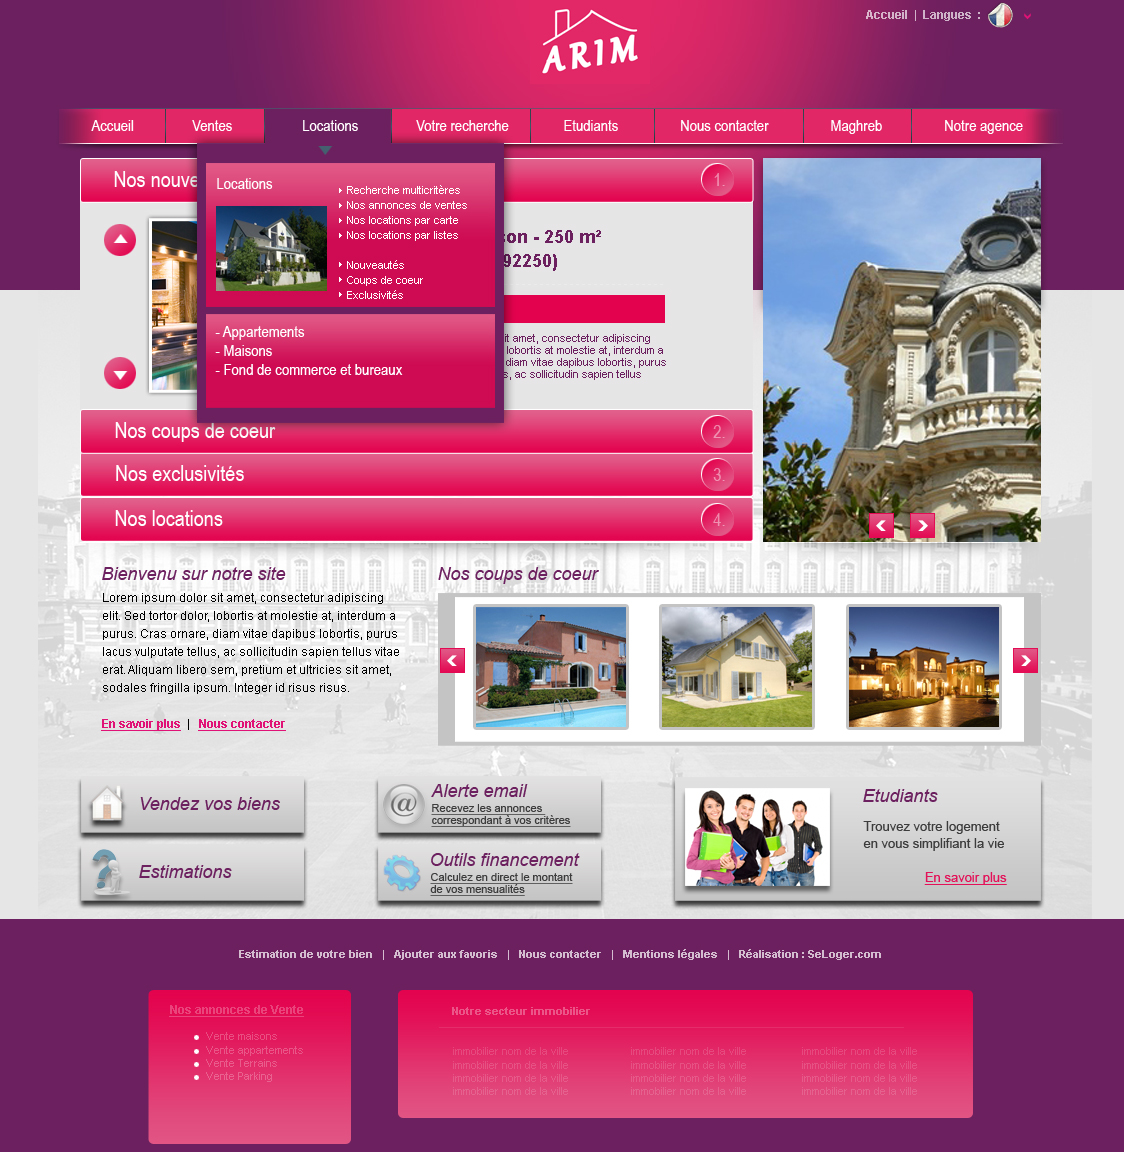 Accueil | Langues :
ARIM
Accueil
Ventes
Locations
Votre recherche
Etudiants
Nous contacter
Maghreb
Notre agence
Nos
1.
Locations
Recherche multicritères
Nos annonces de ventes
Nos locations par carte
Nos locations par listes
Nouveautés
Coups de coeur
Exclusivités
- Appartements
- Maisons
- Fond de commerce et bureaux
- 250 m²
92250)
amet, consectetur adipiscing
lobortis at molestie at, interdum a
diam vitae dapibus lobortis, purus
, ac sollicitudin sapien tellus
Nos coups de coeur
2.
Nos exclusivités
3.
Nos locations
4.
Bienvenu sur notre site
Lorem ipsum dolor sit amet, consectetur adipiscing
elit. Sed tortor dolor, lobortis at molestie at, interdum a
purus. Cras ornare, diam vitae dapibus lobortis, purus
lacus vulputate tellus, ac sollicitudin sapien tellus vitae
erat. Aliquam libero sem, pretium et ultricies sit amet,
sodales fringilla ipsum. Integer id risus risus.
En savoir plus | Nous contacter
Nos coups de coeur
Vendez vos biens
Estimations
Alerte email
Recevez les annonces
correspondant à vos critères
Outils financement
Calculez en direct le montant
de vos mensualités
Etudiants
Trouvez votre logement
en vous simplifiant la vie
En savoir plus
Estimation de votre bien | Ajouter aux favoris | Nous contacter | Mentions légales | Réalisation : SeLoger.com
Nos annonces de Vente
Vente maisons
Vente appartements
Vente Terrains
Vente Parking
Notre secteur immobilier
immobilier nom de la ville immobilier nom de la ville immobilier nom de la ville
immobilier nom de la ville immobilier nom de la ville immobilier nom de la ville
immobilier nom de la ville immobilier nom de la ville immobilier nom de la ville
immobilier nom de la ville immobilier nom de la ville immobilier nom de la ville